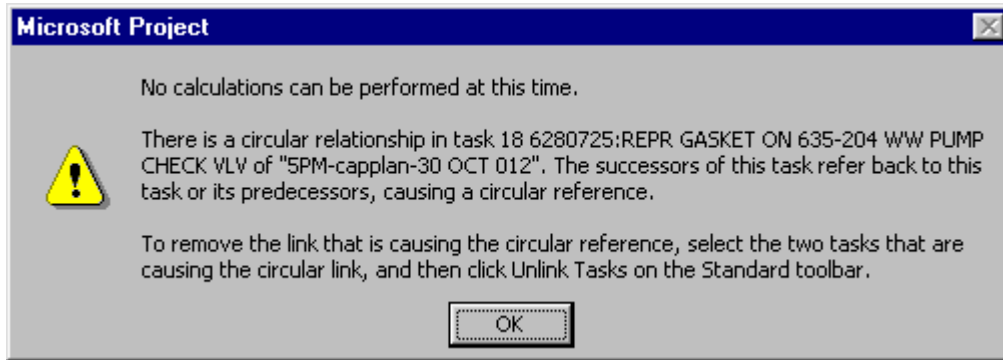 Microsoft Project
No calculations can be performed at this time.
There is a circular relationship in task 18 6280725:REPR GASKET ON 635-204 WW PUMP
CHECK VLV of "5PM-capplan-30 OCT 012". The successors of this task refer back to this
task or its predecessors, causing a circular reference.
To remove the link that is causing the circular reference, select the two tasks that are
causing the circular link, and then click Unlink Tasks on the Standard toolbar.
OK